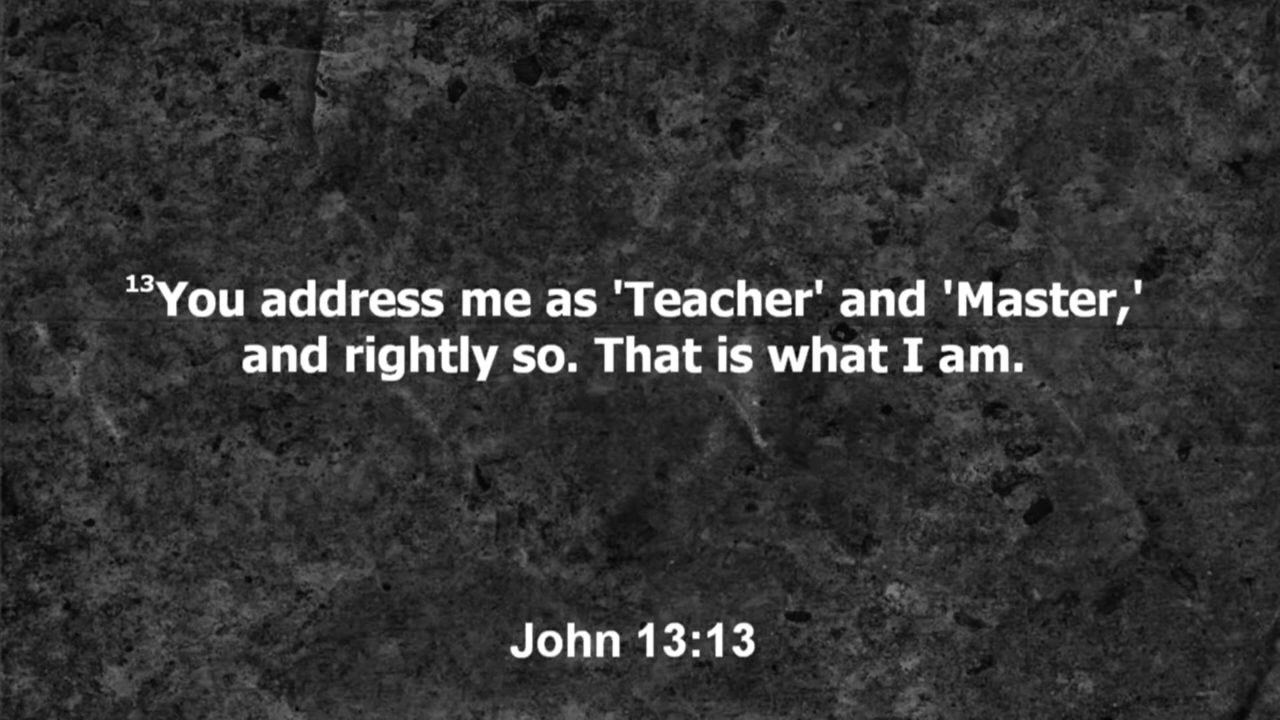 13You address me as 'Teacher' and 'Master,'
and rightly so. That is what I am.
John 13:13